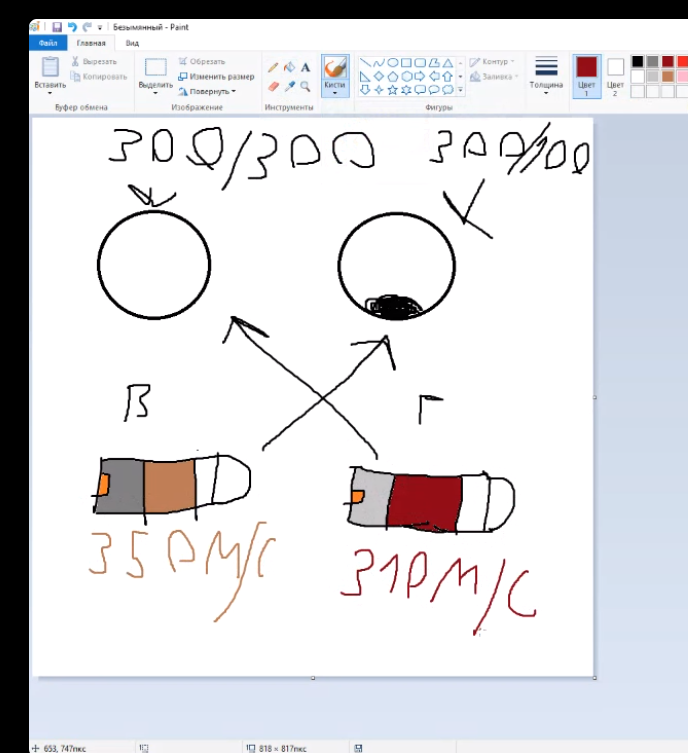 Безымянный - Paint
Файл Главная Вид
Вставить
Вырезать
Копировать
Буфер обмена
Выделить
Обрезать
Изменить размер
Повернуть
Изображение
A
Инструменты
Кисти
Контур
Заливка
Фигуры
Толщина
Цвет 1
Цвет 2
300/300 300/100
В Г
350М/С 310М/С
653, 747пкс 818 × 817пкс